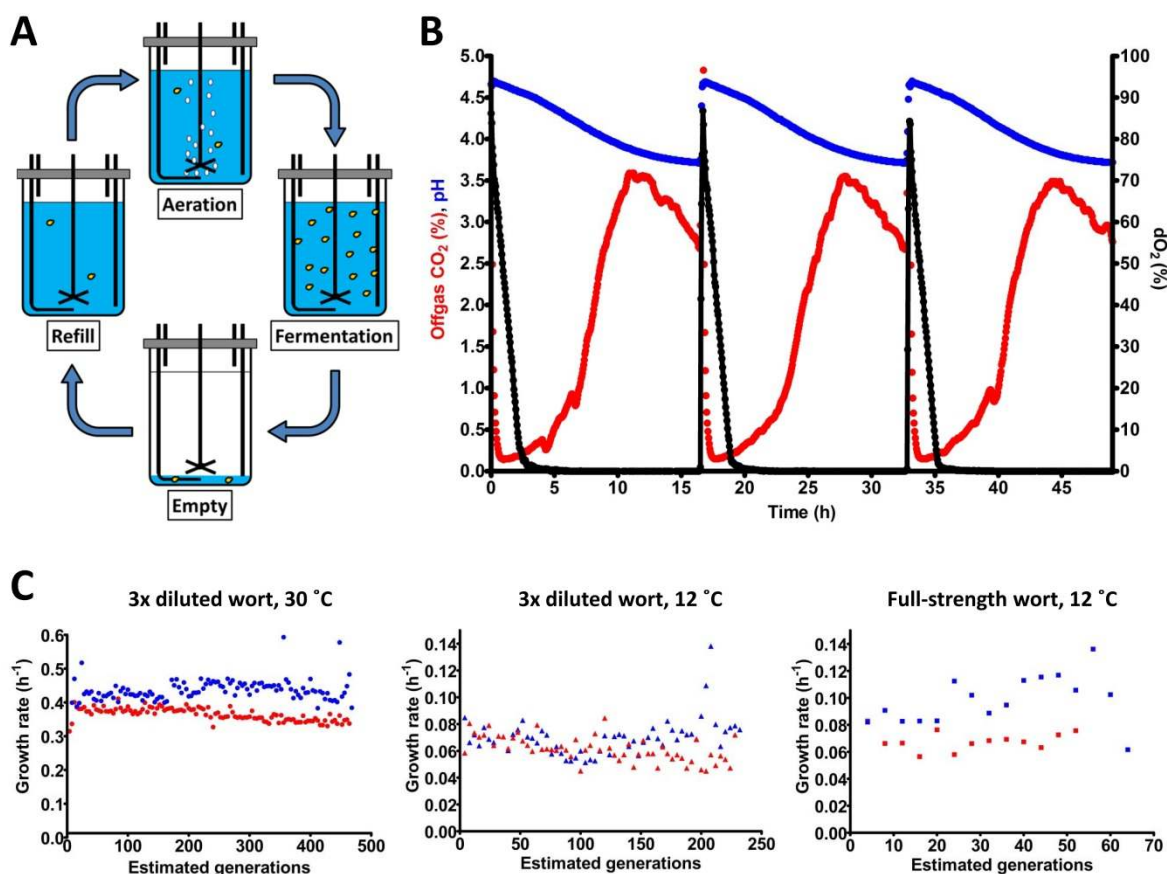 A
Aeration
Refill
Fermentation
Empty
B
Offgas CO2 (%), pH
5.0
4.5
4.0
3.5
3.0
2.5
2.0
1.5
1.0
0.5
0.0
100
90
80
70
60
50
40
30
20
10
0
dO2 (%)
0 5 10 15 20 25 30 35 40 45
Time (h)
C
3x diluted wort, 30 ˚C
Growth rate (h-1)
0.6
0.5
0.4
0.3
0.2
0.1
0.0
0 100 200 300 400 500
Estimated generations
3x diluted wort, 12 ˚C
Growth rate (h-1)
0.14
0.12
0.10
0.08
0.06
0.04
0.02
0.00
0 50 100 150 200 250
Estimated generations
Full-strength wort, 12 ˚C
Growth rate (h-1)
0.14
0.12
0.10
0.08
0.06
0.04
0.02
0.00
0 10 20 30 40 50 60 70
Estimated generations